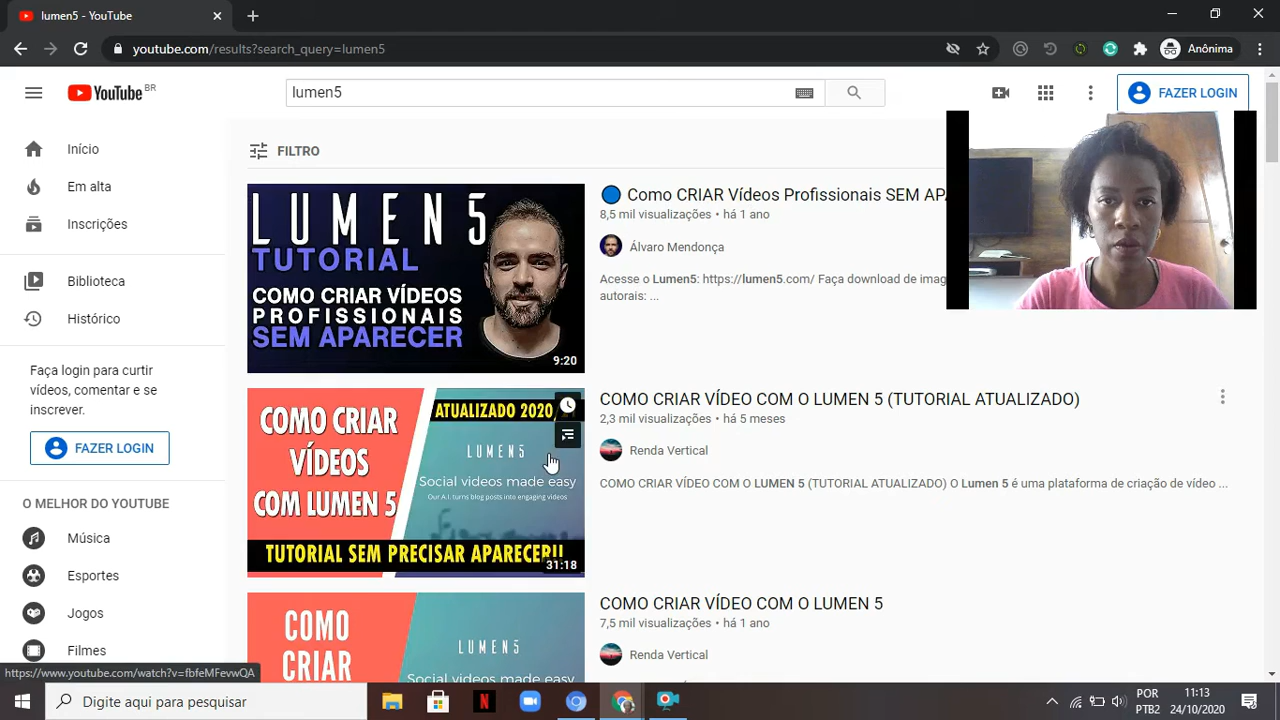 lumen5 - YouTube
youtube.com/results?search_query=lumen5
Anônima
YouTube BR
lumen5
FAZER LOGIN
Início
Em alta
Inscrições
Biblioteca
Histórico
Faça login para curtir
vídeos, comentar e se
inscrever.
FAZER LOGIN
O MELHOR DO YOUTUBE
Música
Esportes
Jogos
Filmes
FILTRO
LUMEN5
TUTORIAL
COMO CRIAR VÍDEOS
PROFISSIONAIS
SEM APARECER
9:20
Como CRIAR Vídeos Profissionais SEM
8,5 mil visualizações • há 1 ano
Álvaro Mendonça
Acesse o Lumen5: https://lumen5.com/ Faça download de
autorais: ...
COMO CRIAR
VÍDEOS
COM LUMEN 5
ATUALIZADO 2020/
LUMEN5
Social videos made easy
Our A.I. turns blog posts into engaging videos
TUTORIAL SEM PRECISAR APARECER!!
31:18
COMO CRIAR VÍDEO COM O LUMEN 5 (TUTORIAL ATUALIZADO)
2,3 mil visualizações • há 5 meses
Renda Vertical
COMO CRIAR VÍDEO COM O LUMEN 5 (TUTORIAL ATUALIZADO) O Lumen 5 é uma plataforma de criação de vídeo ...
COMO
CRIAR
LUMEN5
Social videos made easy
COMO CRIAR VÍDEO COM O LUMEN 5
7,5 mil visualizações • há 1 ano
Renda Vertical
https://www.youtube.com/watch?v=fbfeMFevwQA
Digite aqui para pesquisar
POR
PTB2
11:13
24/10/2020